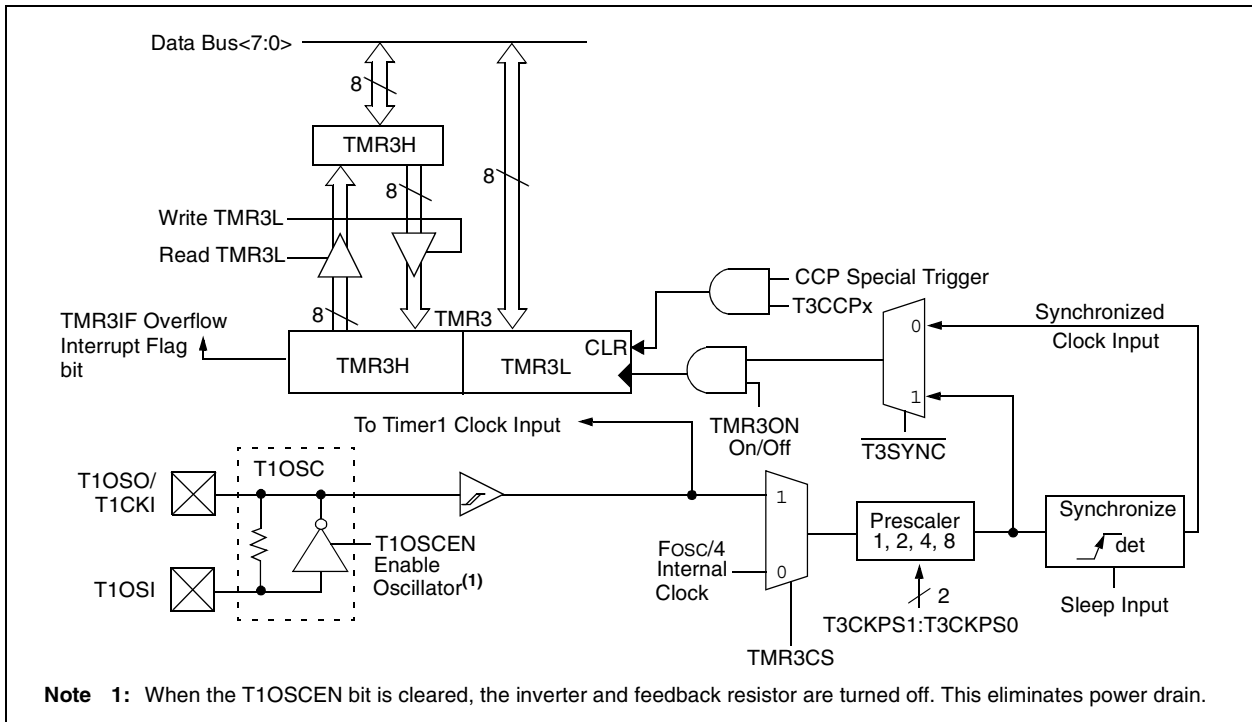 Data Bus<7:0>
8
TMR3H
8
8
Write TMR3L
Read TMR3L
8
TMR3
CCP Special Trigger
T3CCPx
TMR3IF Overflow
Interrupt Flag
bit
TMR3H
TMR3L
CLR
0
1
Synchronized
Clock Input
TMR3ON
On/Off
T3SYNC
To Timer1 Clock Input
T1OSC
T1OSO/
T1CKI
T1OSI
T1OSCEN
Enable
Oscillator(1)
FOSC/4
Internal
Clock
1
0
TMR3CS
Prescaler
1, 2, 4, 8
2
T3CKPS1:T3CKPS0
Synchronize
det
Sleep Input
Note 1: When the T1OSCEN bit is cleared, the inverter and feedback resistor are turned off. This eliminates power drain.